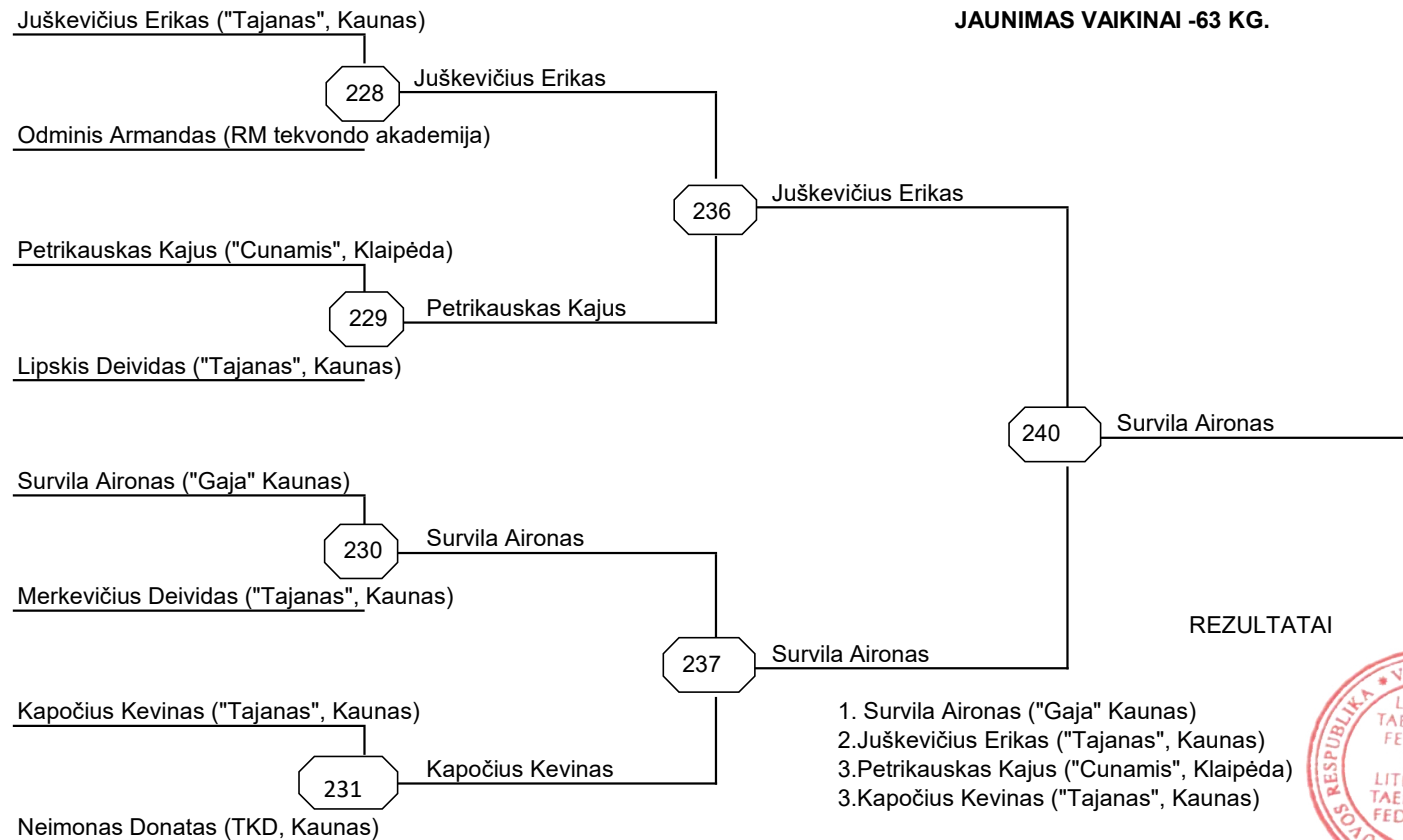 JAUNIMAS VAIKINAI -63 KG.
Juškevičius Erikas ("Tajanas", Kaunas)
228
Juškevičius Erikas
Odminis Armandas (RM tekvondo akademija)
236
Juškevičius Erikas
Petrikauskas Kajus ("Cunamis", Klaipėda)
229
Petrikauskas Kajus
Lipskis Deividas ("Tajanas", Kaunas)
240
Survila Aironas
Survila Aironas ("Gaja" Kaunas)
230
Survila Aironas
Merkevičius Deividas ("Tajanas", Kaunas)
237
Survila Aironas
Kapočius Kevinas ("Tajanas", Kaunas)
231
Kapočius Kevinas
Neimonas Donatas (TKD, Kaunas)
REZULTATAI
1. Survila Aironas ("Gaja" Kaunas)
2.Juškevičius Erikas ("Tajanas", Kaunas)
3.Petrikauskas Kajus ("Cunamis", Klaipėda)
3.Kapočius Kevinas ("Tajanas", Kaunas)
RESPUBLIKA